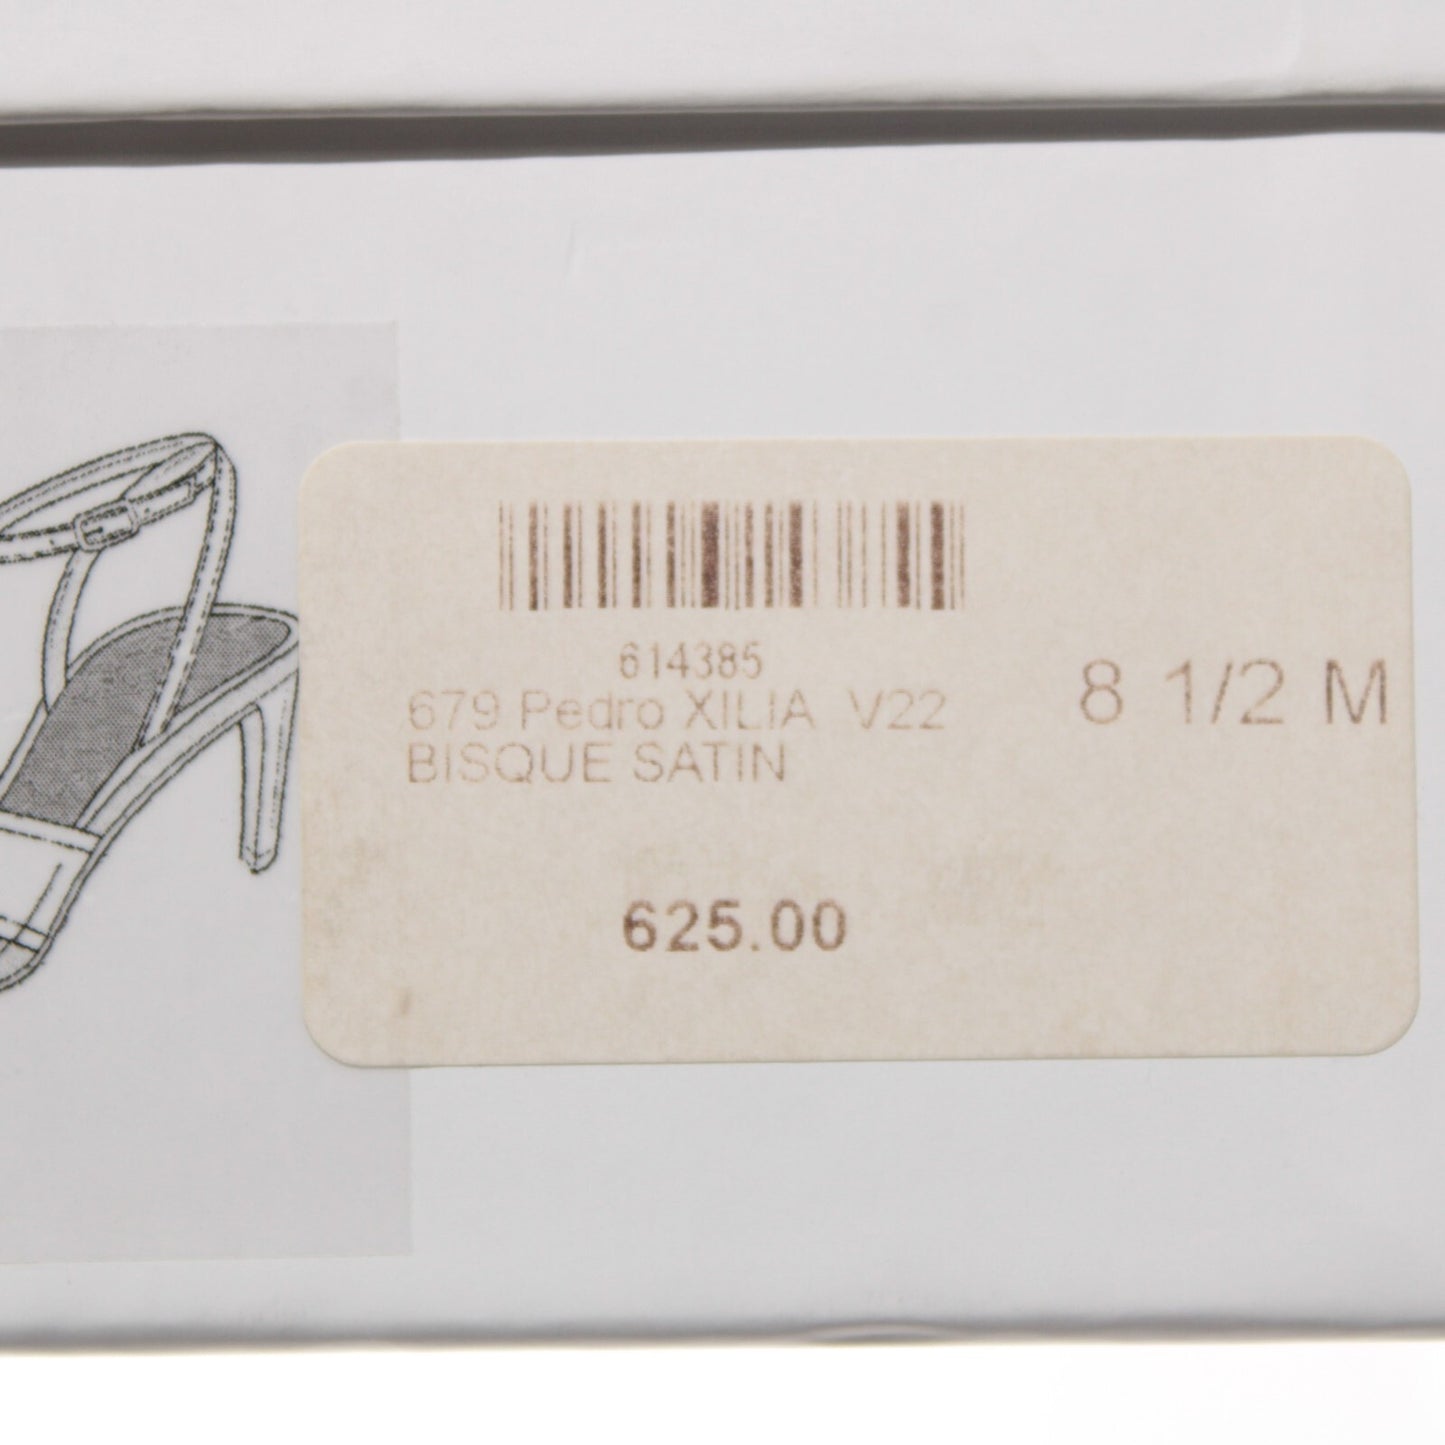 614385
679 Pedro XILIA V22
BISQUE SATIN
8 1/2 M
625.00